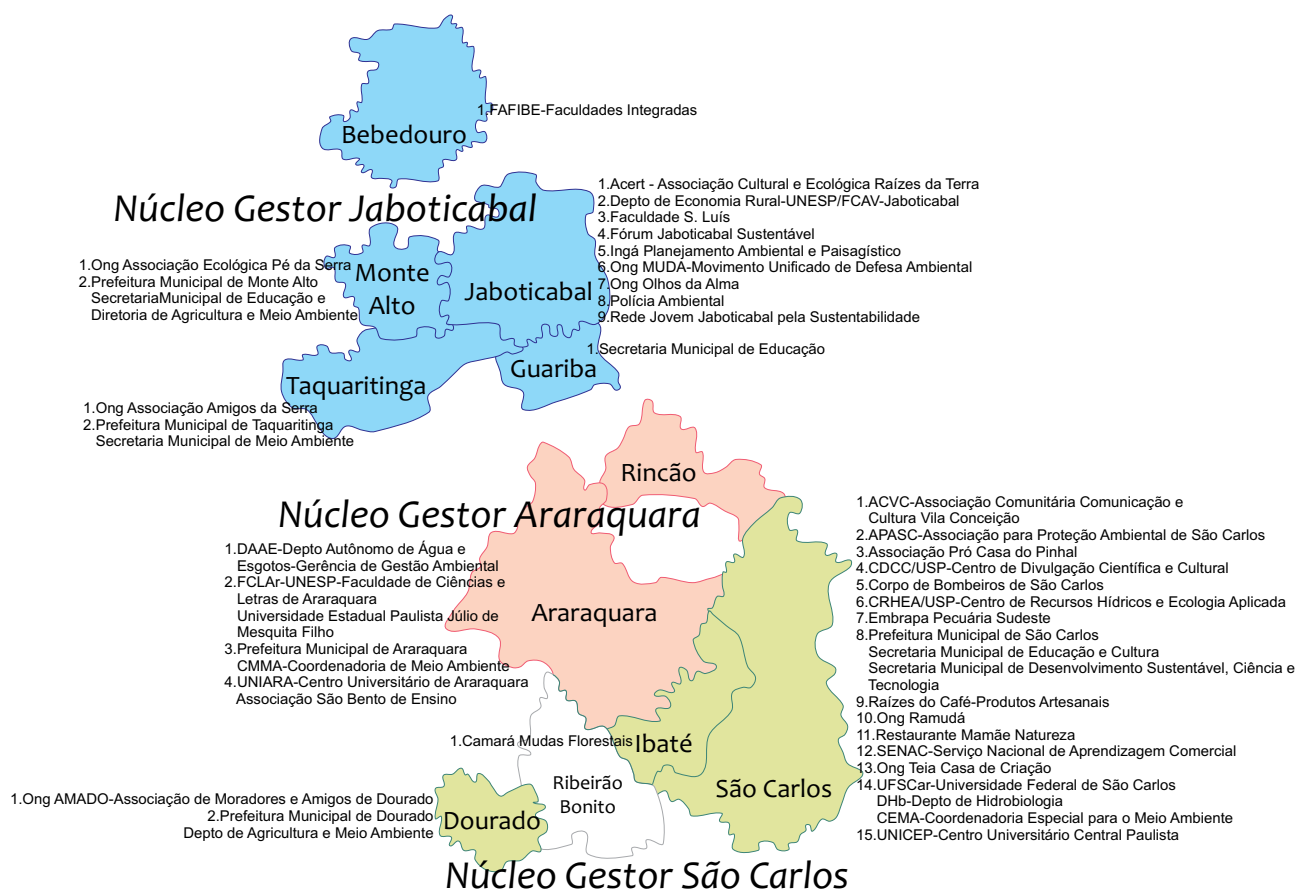 1.FAFIBE-Faculdades Integradas
Bebedouro
Núcleo Gestor Jaboticabal
1.Acert - Associação Cultural e Ecológica Raízes da Terra
2.Depto de Economia Rural-UNESP/FCAV-Jaboticabal
3.Faculdade S. Luís
4.Fórum Jaboticabal Sustentável
5.Ingá Planejamento Ambiental e Paisagístico
6.Ong MUDA-Movimento Unificado de Defesa Ambiental
7.Ong Olhos da Alma
8.Polícia Ambiental
9.Rede Jovem Jaboticabal pela Sustentabilidade
1.Ong Associação Ecológica Pé da Serra
2.Prefeitura Municipal de Monte Alto
SecretariaMunicipal de Educação e
Diretoria de Agricultura e Meio Ambiente
Monte
Alto
Jaboticabal
1.Secretaria Municipal de Educação
Guariba
Taquaritinga
1.Ong Associação Amigos da Serra
2.Prefeitura Municipal de Taquaritinga
Secretaria Municipal de Meio Ambiente
Rincão
Núcleo Gestor Araraquara
1.DAAE-Depto Autônomo de Água e
Esgotos-Gerência de Gestão Ambiental
2.FCLAr-UNESP-Faculdade de Ciências e
Letras de Araraquara
Universidade Estadual Paulista Júlio de
Mesquita Filho
3.Prefeitura Municipal de Araraquara
CMMA-Coordenadoria de Meio Ambiente
4.UNIARA-Centro Universitário de Araraquara
Associação São Bento de Ensino
Araraquara
1.ACVC-Associação Comunitária Comunicação e
Cultura Vila Conceição
2.APASC-Associação para Proteção Ambiental de São Carlos
3.Associação Pró Casa do Pinhal
4.CDCC/USP-Centro de Divulgação Científica e Cultural
5.Corpo de Bombeiros de São Carlos
6.CRHEA/USP-Centro de Recursos Hídricos e Ecologia Aplicada
7.Embrapa Pecuária Sudeste
8.Prefeitura Municipal de São Carlos
Secretaria Municipal de Educação e Cultura
Secretaria Municipal de Desenvolvimento Sustentável, Ciência e
Tecnologia
9.Raízes do Café-Produtos Artesanais
10.Ong Ramudá
11.Restaurante Mamãe Natureza
12.SENAC-Serviço Nacional de Aprendizagem Comercial
13.Ong Teia Casa de Criação
14.UFSCar-Universidade Federal de São Carlos
DHb-Depto de Hidrobiologia
CEMA-Coordenadoria Especial para o Meio Ambiente
15.UNICEP-Centro Universitário Central Paulista
1.Camará Mudas Florestais
Ibaté
Ribeirão
Bonito
São Carlos
1.Ong AMADO-Associação de Moradores e Amigos de Dourado
2.Prefeitura Municipal de Dourado
Depto de Agricultura e Meio Ambiente
Dourado
Núcleo Gestor São Carlos